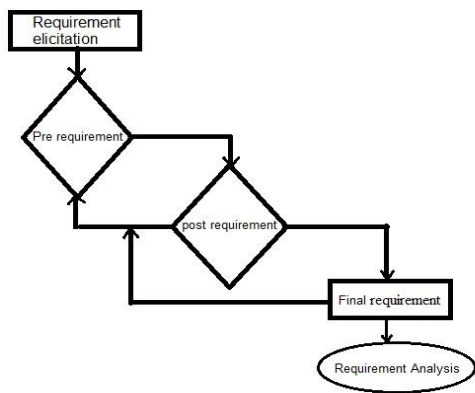 Requirement
elicitation
Pre requirement
post requirement
Final requirement
Requirement Analysis